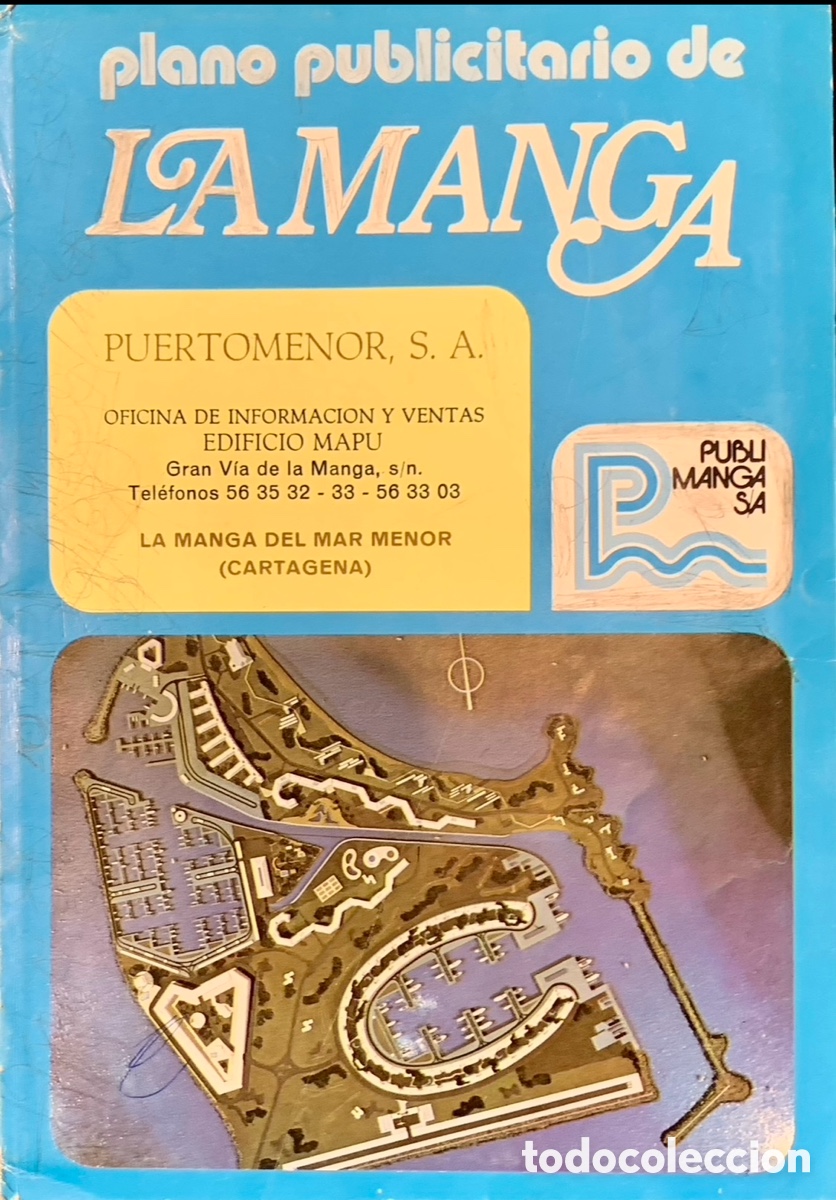 plano publicitario de
LA MANGA
PUERTOMENOR, S. A.
OFICINA DE INFORMACION Y VENTAS
EDIFICIO MAPU
Gran Vía de la Manga, s/n.
Teléfonos 56 35 32 - 33 - 56 33 03
LA MANGA DEL MAR MENOR
(CARTAGENA)
PUBLI
MANGA
S/A
todocoleccion